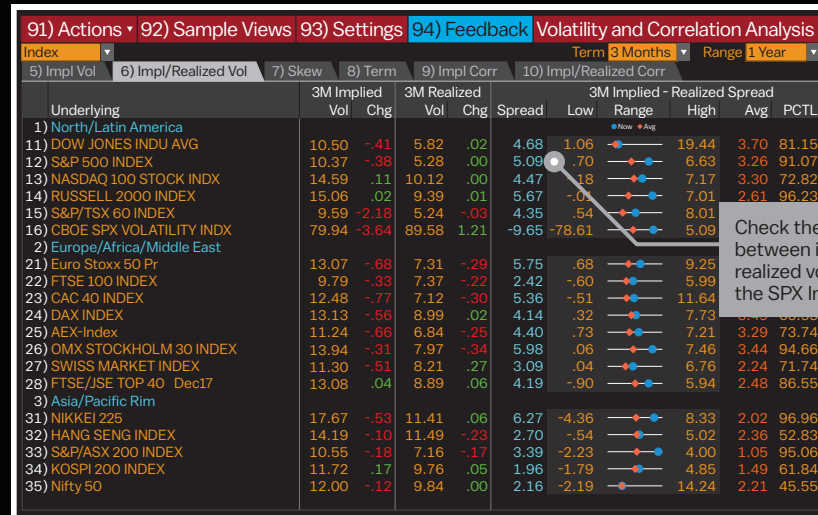 91) Actions 92) Sample Views 93) Settings 94) Feedback Volatility and Correlation Analysis
Index Term 3 Months Range 1 Year
5) Impl Vol 6) Impl/Realized Vol 7) Skew 8) Term 9) Impl Corr 10) Impl/Realized Corr
3M Implied 3M Realized 3M Implied - Realized Spread
Underlying Vol Chg Vol Chg Spread Low Range High Avg PCTL
1) North/Latin America Now Avg
11) DOW JONES INDU AVG 10.50 -.41 5.82 .02 4.68 1.06 19.44 3.70 81.15
12) S&P 500 INDEX 10.37 -.38 5.28 .00 5.09 .70 6.63 3.26 91.07
13) NASDAQ 100 STOCK INDX 14.59 .11 10.12 .00 4.47 .18 7.17 3.30 72.82
14) RUSSELL 2000 INDEX 15.06 .02 9.39 .01 5.67 -.01 7.01 2.61 96.23
15) S&P/TSX 60 INDEX 9.59 -2.18 5.24 -.03 4.35 .54 8.01
16) CBOE SPX VOLATILITY INDX 79.94 -3.64 89.58 1.21 -9.65 -78.61 5.09
Check the
between i
realized vo
the SPX In
2) Europe/Africa/Middle East
21) Euro Stoxx 50 Pr 13.07 -.68 7.31 -.29 5.75 .68 9.25
22) FTSE 100 INDEX 9.79 -.33 7.37 -.22 2.42 -.60 5.99
23) CAC 40 INDEX 12.48 -.77 7.12 -.30 5.36 -.51 11.64
24) DAX INDEX 13.13 -.56 8.99 .02 4.14 .32 7.73
25) AEX-Index 11.24 -.66 6.84 -.25 4.40 .73 7.21 3.29 73.74
26) OMX STOCKHOLM 30 INDEX 13.94 -.31 7.97 -.34 5.98 .06 7.46 3.44 94.66
27) SWISS MARKET INDEX 11.30 -.51 8.21 .27 3.09 .04 6.76 2.24 71.74
28) FTSE/JSE TOP 40 Dec17 13.08 .04 8.89 .06 4.19 -.90 5.94 2.48 86.55
3) Asia/Pacific Rim
31) NIKKEI 225 17.67 -.53 11.41 .06 6.27 -4.36 8.33 2.02 96.96
32) HANG SENG INDEX 14.19 -.10 11.49 -.23 2.70 -.54 5.02 2.36 52.83
33) S&P/ASX 200 INDEX 10.55 -.18 7.16 -.17 3.39 -2.23 4.00 1.05 95.06
34) KOSPI 200 INDEX 11.72 .17 9.76 .05 1.96 -1.79 4.85 1.49 61.84
35) Nifty 50 12.00 -.12 9.84 .00 2.16 -2.19 14.24 2.21 45.55